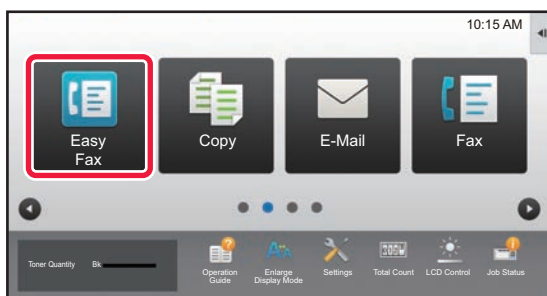 10:15 AM
Easy
Fax
Copy
E-Mail
Fax
Toner Quantity
Bk
Operation
Guide
Enlarge
Display Mode
Settings
Total Count
LCD Control
Job Status